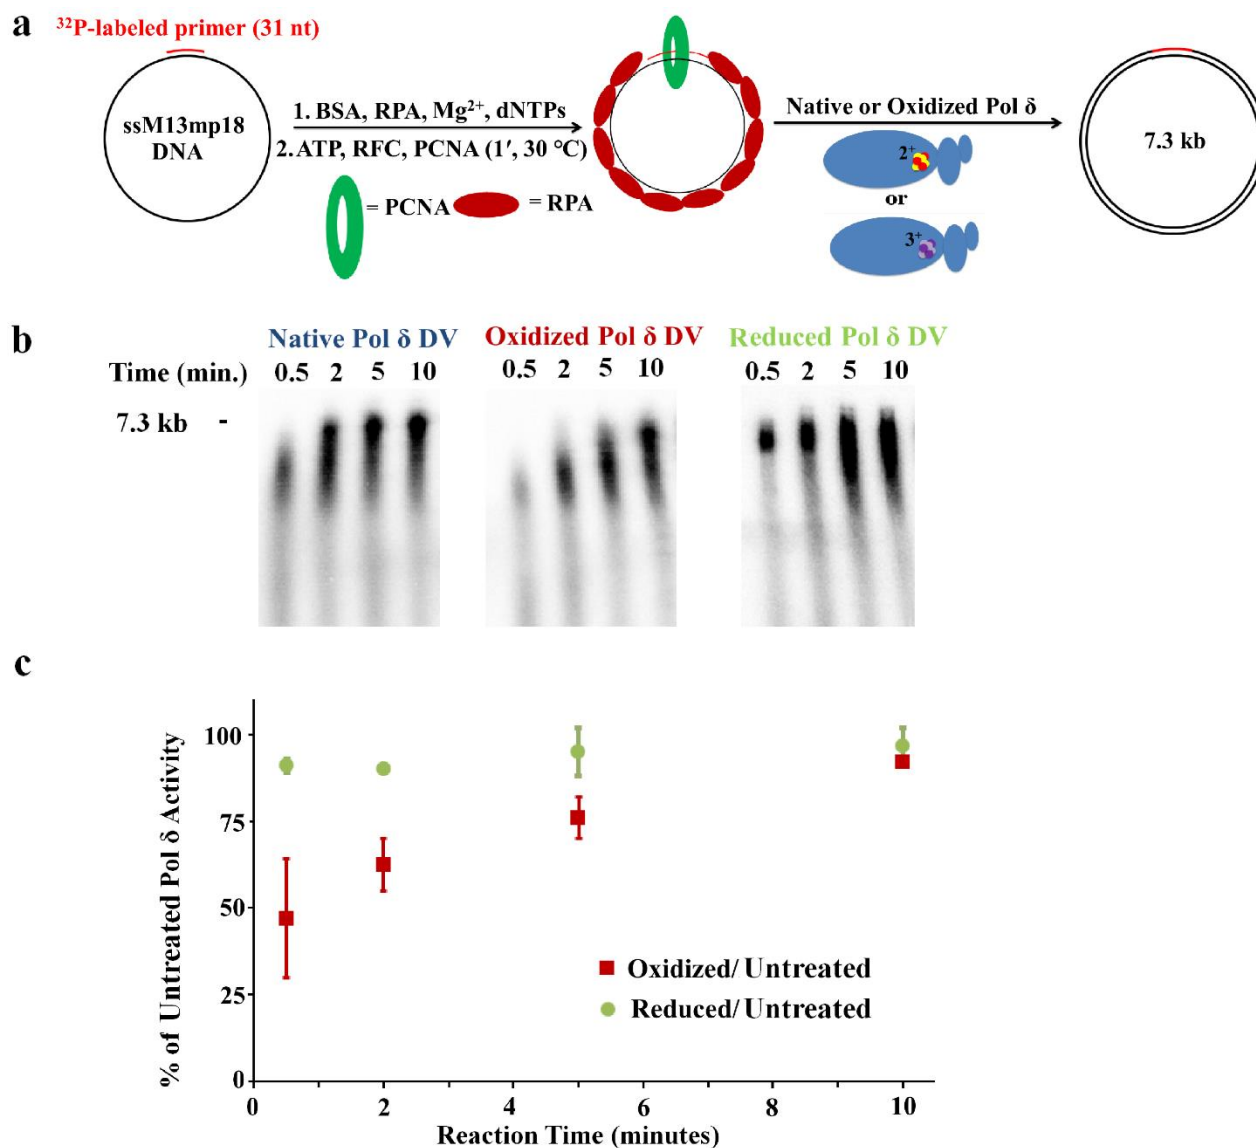 a
³²P-labeled primer (31 nt)
ssM13mp18
DNA
1. BSA, RPA, Mg²⁺, dNTPs
2. ATP, RFC, PCNA (1′, 30 °C)
= PCNA
= RPA
Native or Oxidized Pol δ
2⁺
or
3⁺
7.3 kb
b
Native Pol δ DV
Oxidized Pol δ DV
Reduced Pol δ DV
Time (min.) 0.5 2 5 10 0.5 2 5 10 0.5 2 5 10
7.3 kb -
c
% of Untreated Pol δ Activity
100
75
50
25
0
Oxidized/ Untreated
Reduced/ Untreated
0 2 4 6 8 10
Reaction Time (minutes)